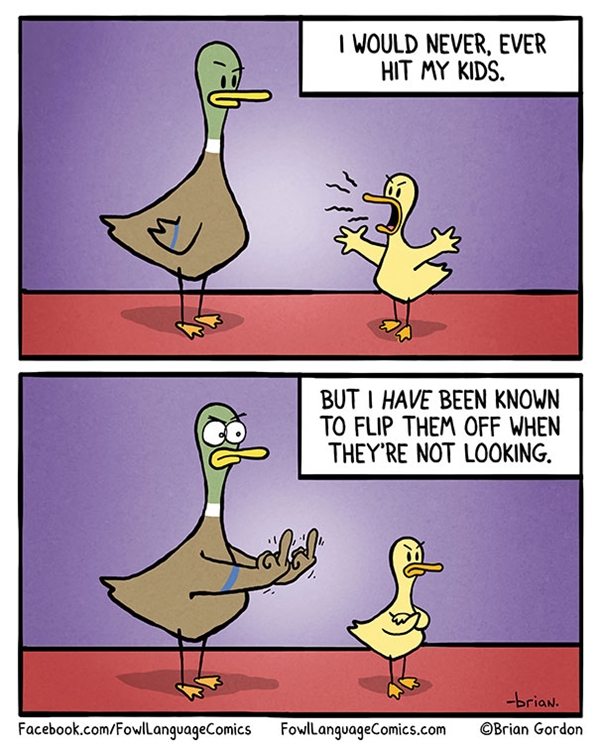 I WOULD NEVER, EVER
HIT MY KIDS.
BUT I HAVE BEEN KNOWN
TO FLIP THEM OFF WHEN
THEY'RE NOT LOOKING.
-briaN.
Facebook.com/FowlLanguageComics FowlLanguageComics.com ©Brian Gordon